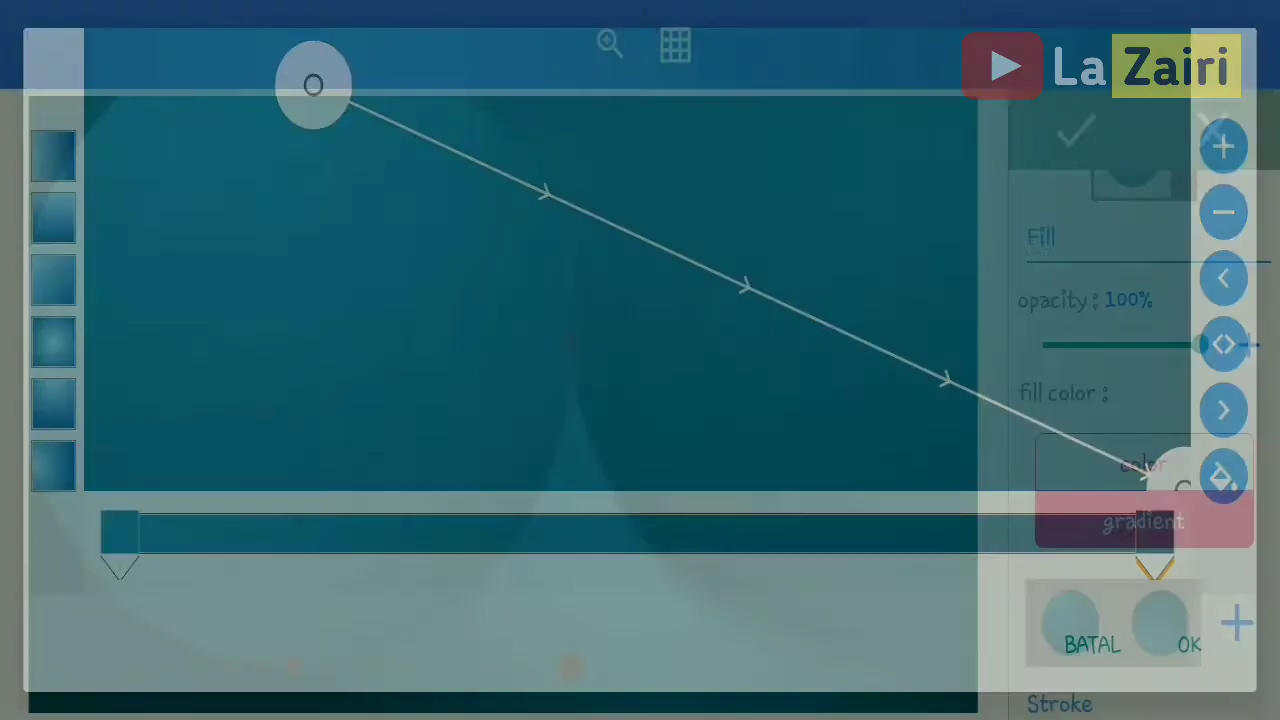 La Zairi
O
Fill
opacity : 100%
fill color :
color
gradient
BATAL OK
Stroke